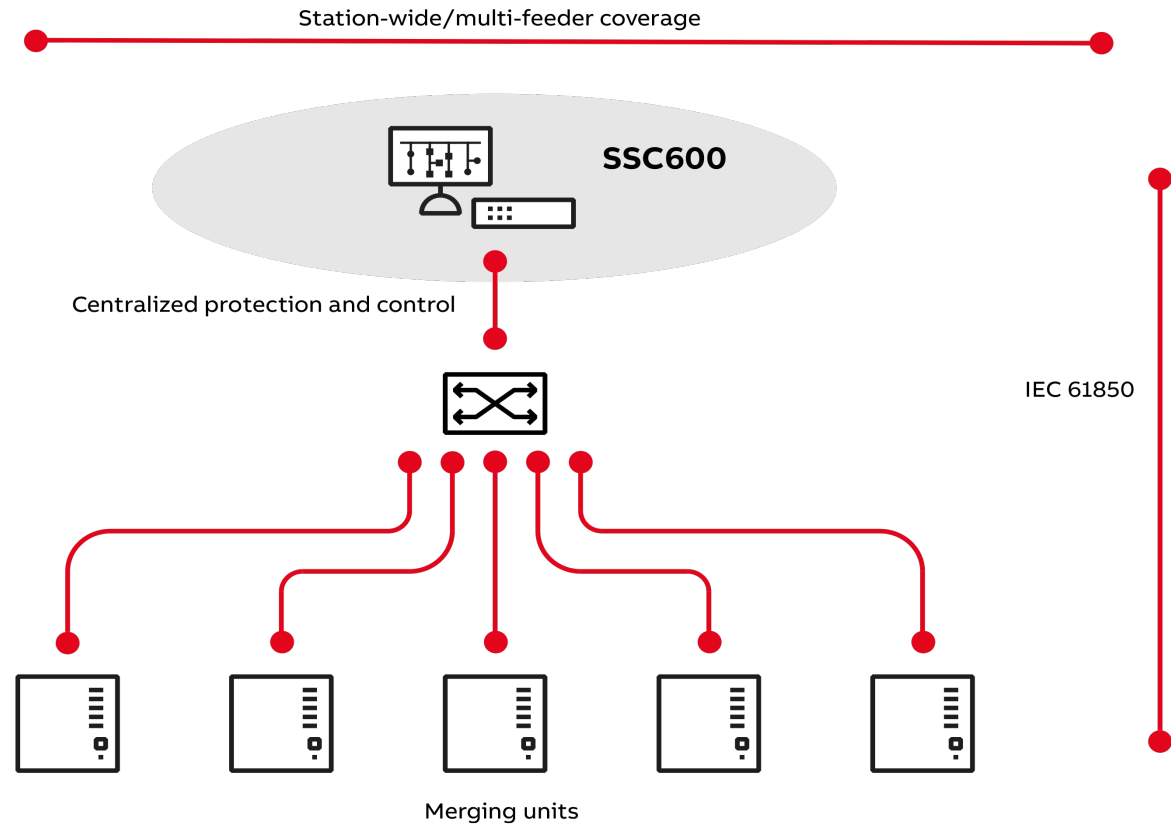 Station-wide/multi-feeder coverage
SSC600
Centralized protection and control
IEC 61850
Merging units